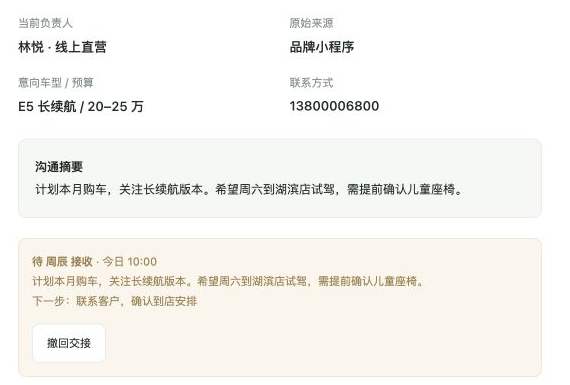 当前负责人
原始来源
林悦 · 线上直营
品牌小程序
意向车型 / 预算
联系方式
E5 长续航 / 20–25 万
13800006800
沟通摘要
计划本月购车，关注长续航版本。希望周六到湖滨店试驾，需提前确认儿童座椅。
待 周辰 接收 · 今日 10:00
计划本月购车，关注长续航版本。希望周六到湖滨店试驾，需提前确认儿童座椅。
下一步：联系客户，确认到店安排
撤回交接